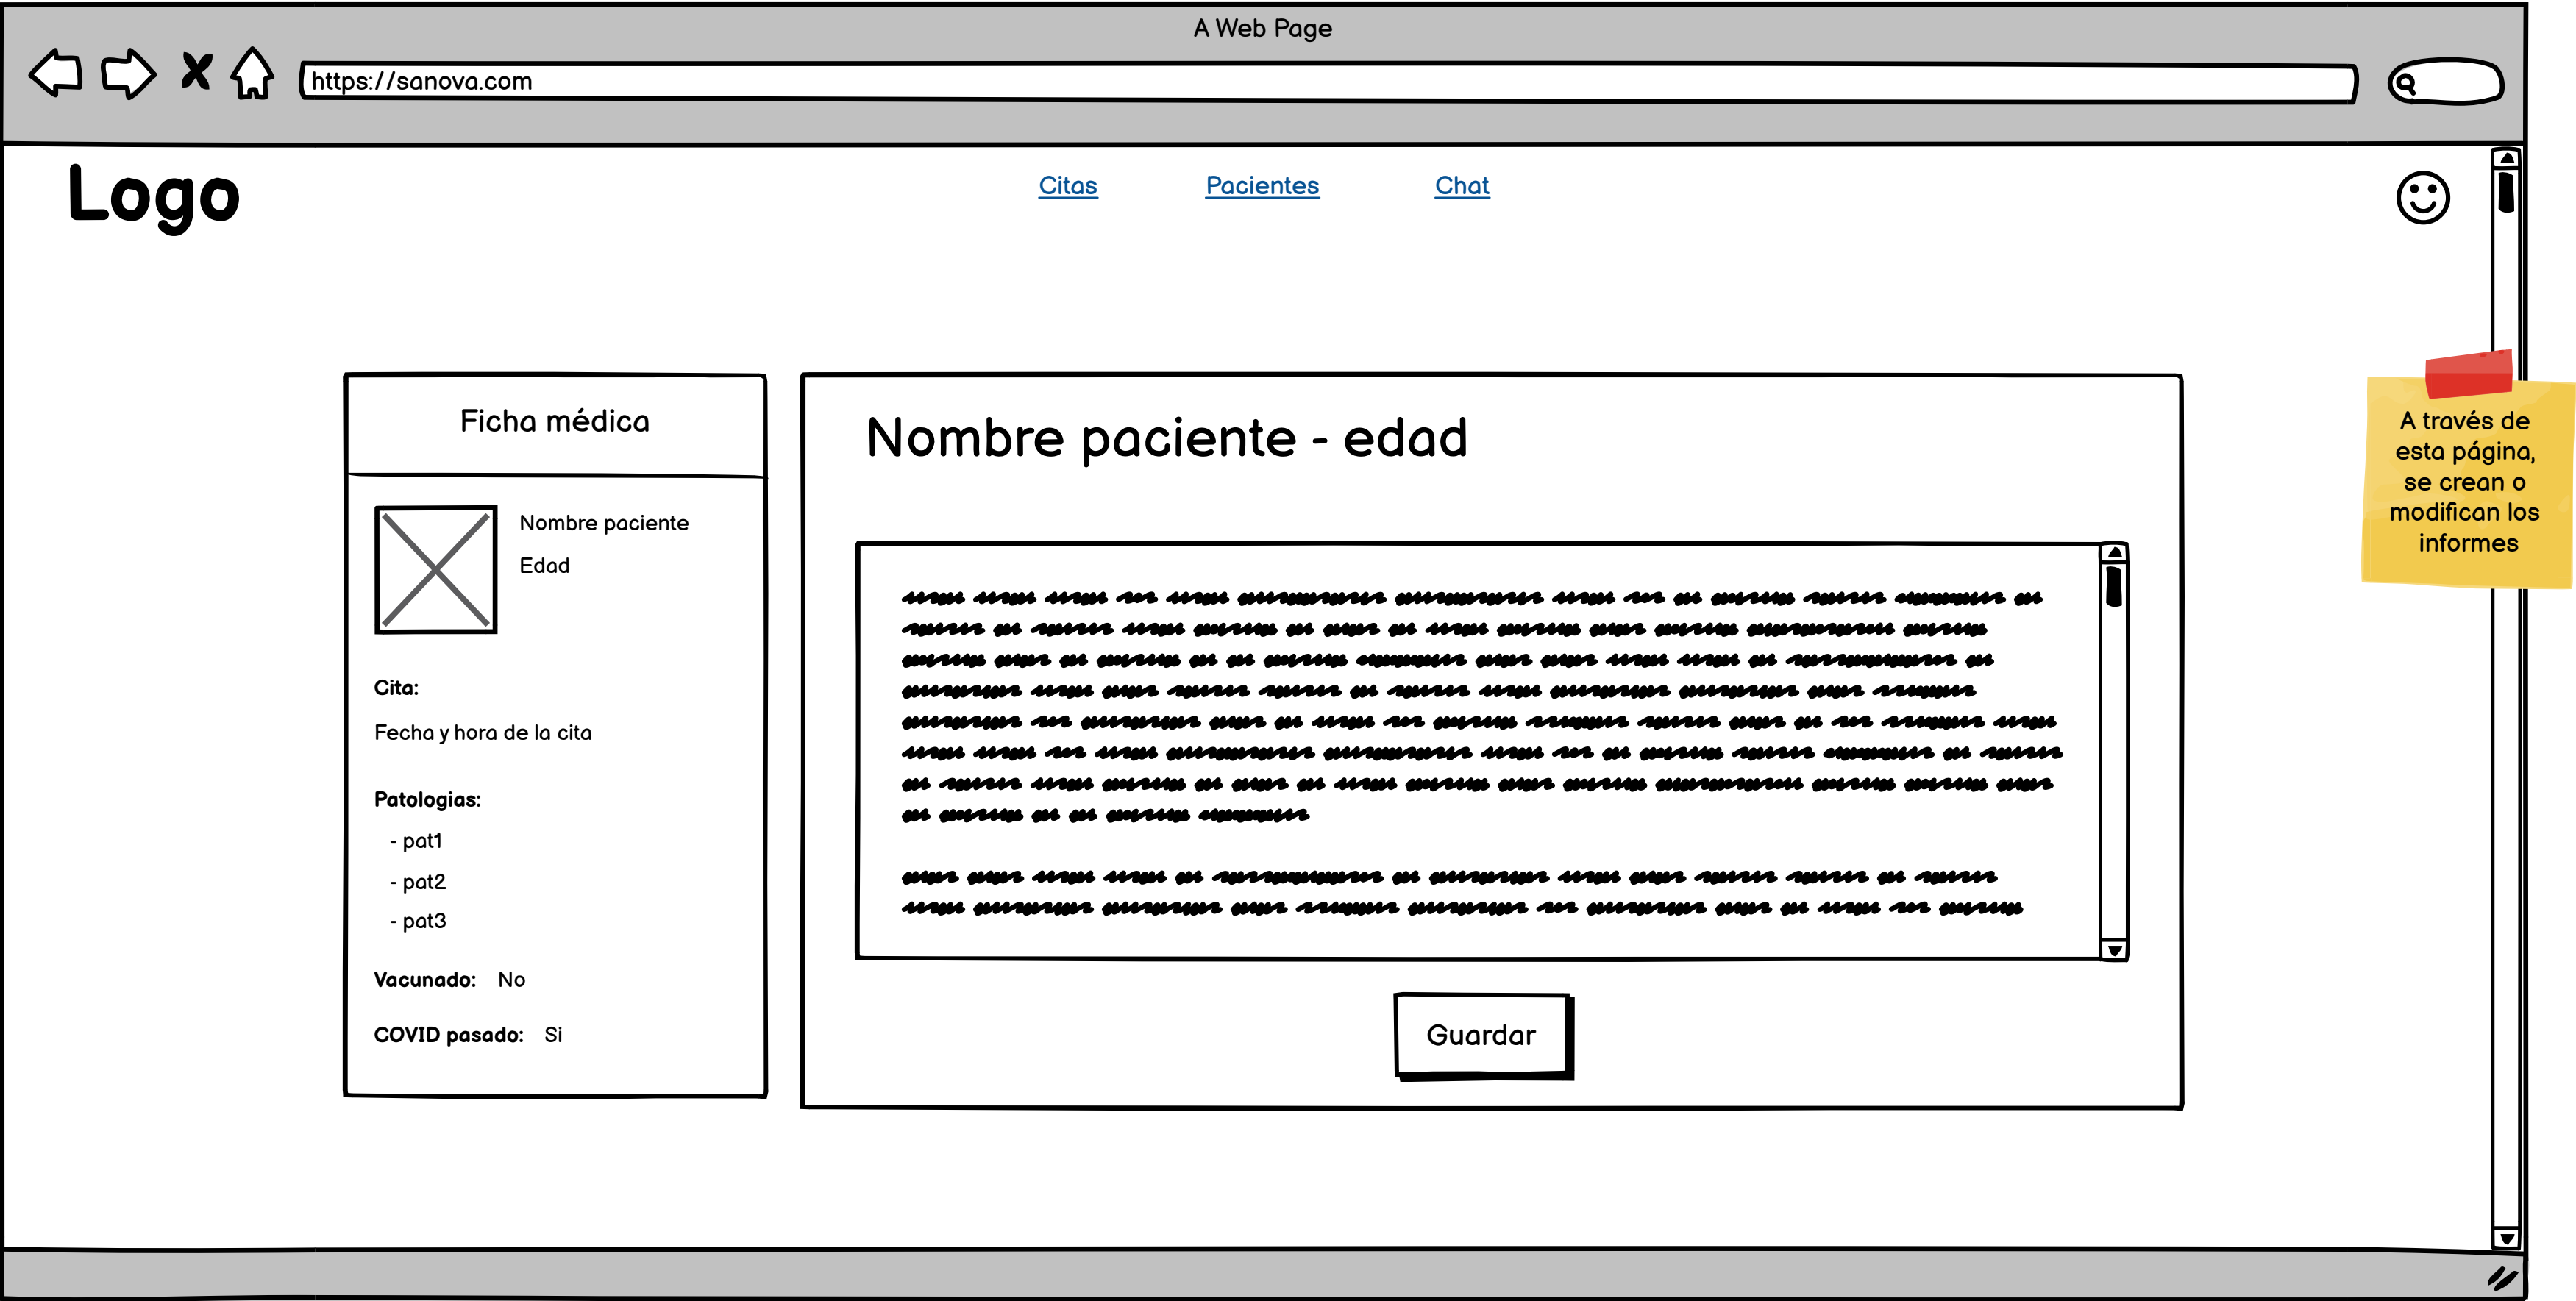 A Web Page
https://sanova.com
Logo
Citas
Pacientes
Chat
Ficha médica
Nombre paciente
Edad
Cita:
Fecha y hora de la cita
Patologias:
- pat1
- pat2
- pat3
Vacunado: No
COVID pasado: Si
Nombre paciente - edad
Guardar
A través de
esta página,
se crean o
modifican los
informes